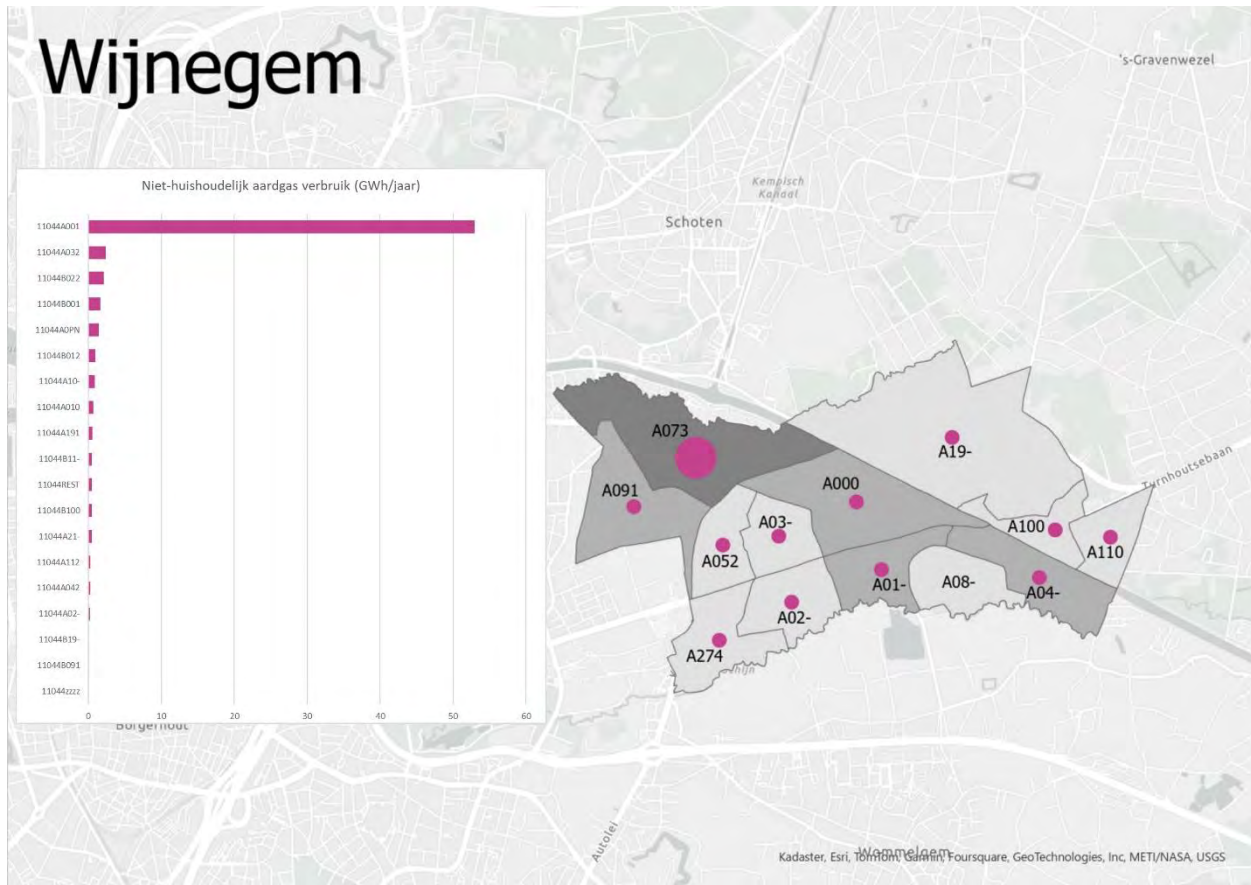 Wijnegem
's-Gravenwezel
Kempisch
Kanaal
Schoten
Niet-huishoudelijk aardgas verbruik (GWh/jaar)
11044A001
11044A032
11044B022
11044B001
11044A0PN
11044B012
11044A10-
11044A010
11044A191
11044B11-
11044REST
11044B100
11044A21-
11044A112
11044A042
11044A02-
11044B19-
11044B091
11044zzzz
0 10 20 30 40 50 60
A073
A19-
Turnhoutsebaan
A091
A000
A03-
A100
A110
A052
A01-
A08-
A04-
A02-
A274
Borgerhout
Autolei
Wommelgem
Kadaster, Esri, TomTom, Garmin, Foursquare, GeoTechnologies, Inc, METI/NASA, USGS